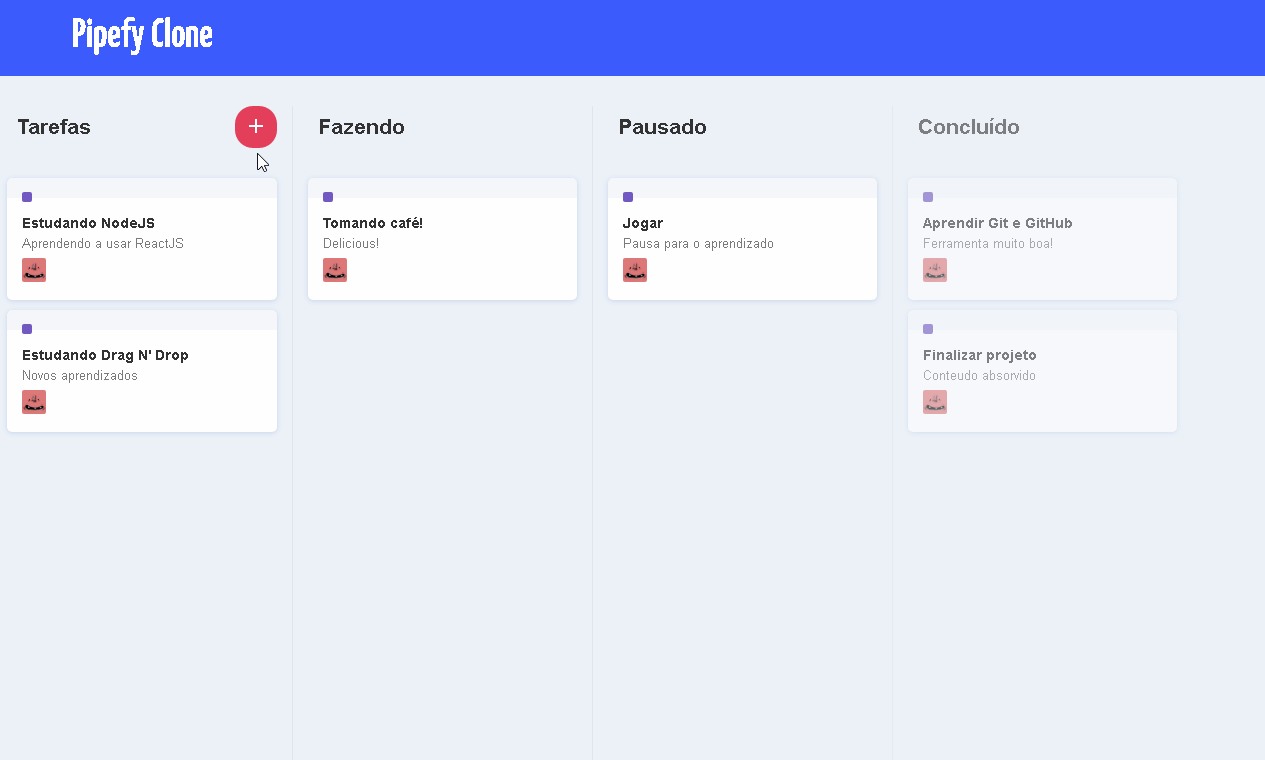 Pipefy Clone
Tarefas
+
Estudando NodeJS
Aprendendo a usar ReactJS
Estudando Drag N' Drop
Novos aprendizados
Fazendo
Tomando café!
Delicious!
Pausado
Jogar
Pausa para o aprendizado
Concluído
Aprendir Git e GitHub
Ferramenta muito boa!
Finalizar projeto
Conteudo absorvido